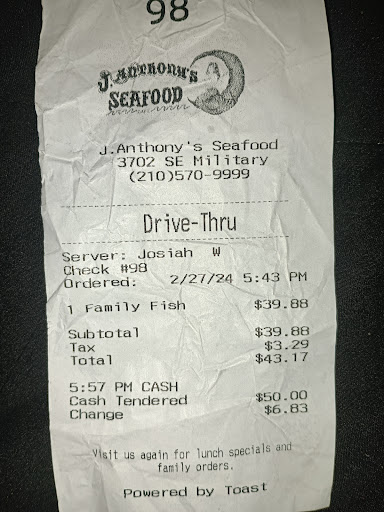 98
J. ANTHONY'S
SEAFOOD
J.Anthony's Seafood
3702 SE Military
(210)570-9999
Drive-Thru
Server: Josiah W
Check #98
Ordered: 2/27/24 5:43 PM
1 Family Fish $39.88
Subtotal $39.88
Tax $3.29
Total $43.17
5:57 PM CASH
Cash Tendered $50.00
Change $6.83
Visit us again for lunch specials and
family orders.
Powered by Toast